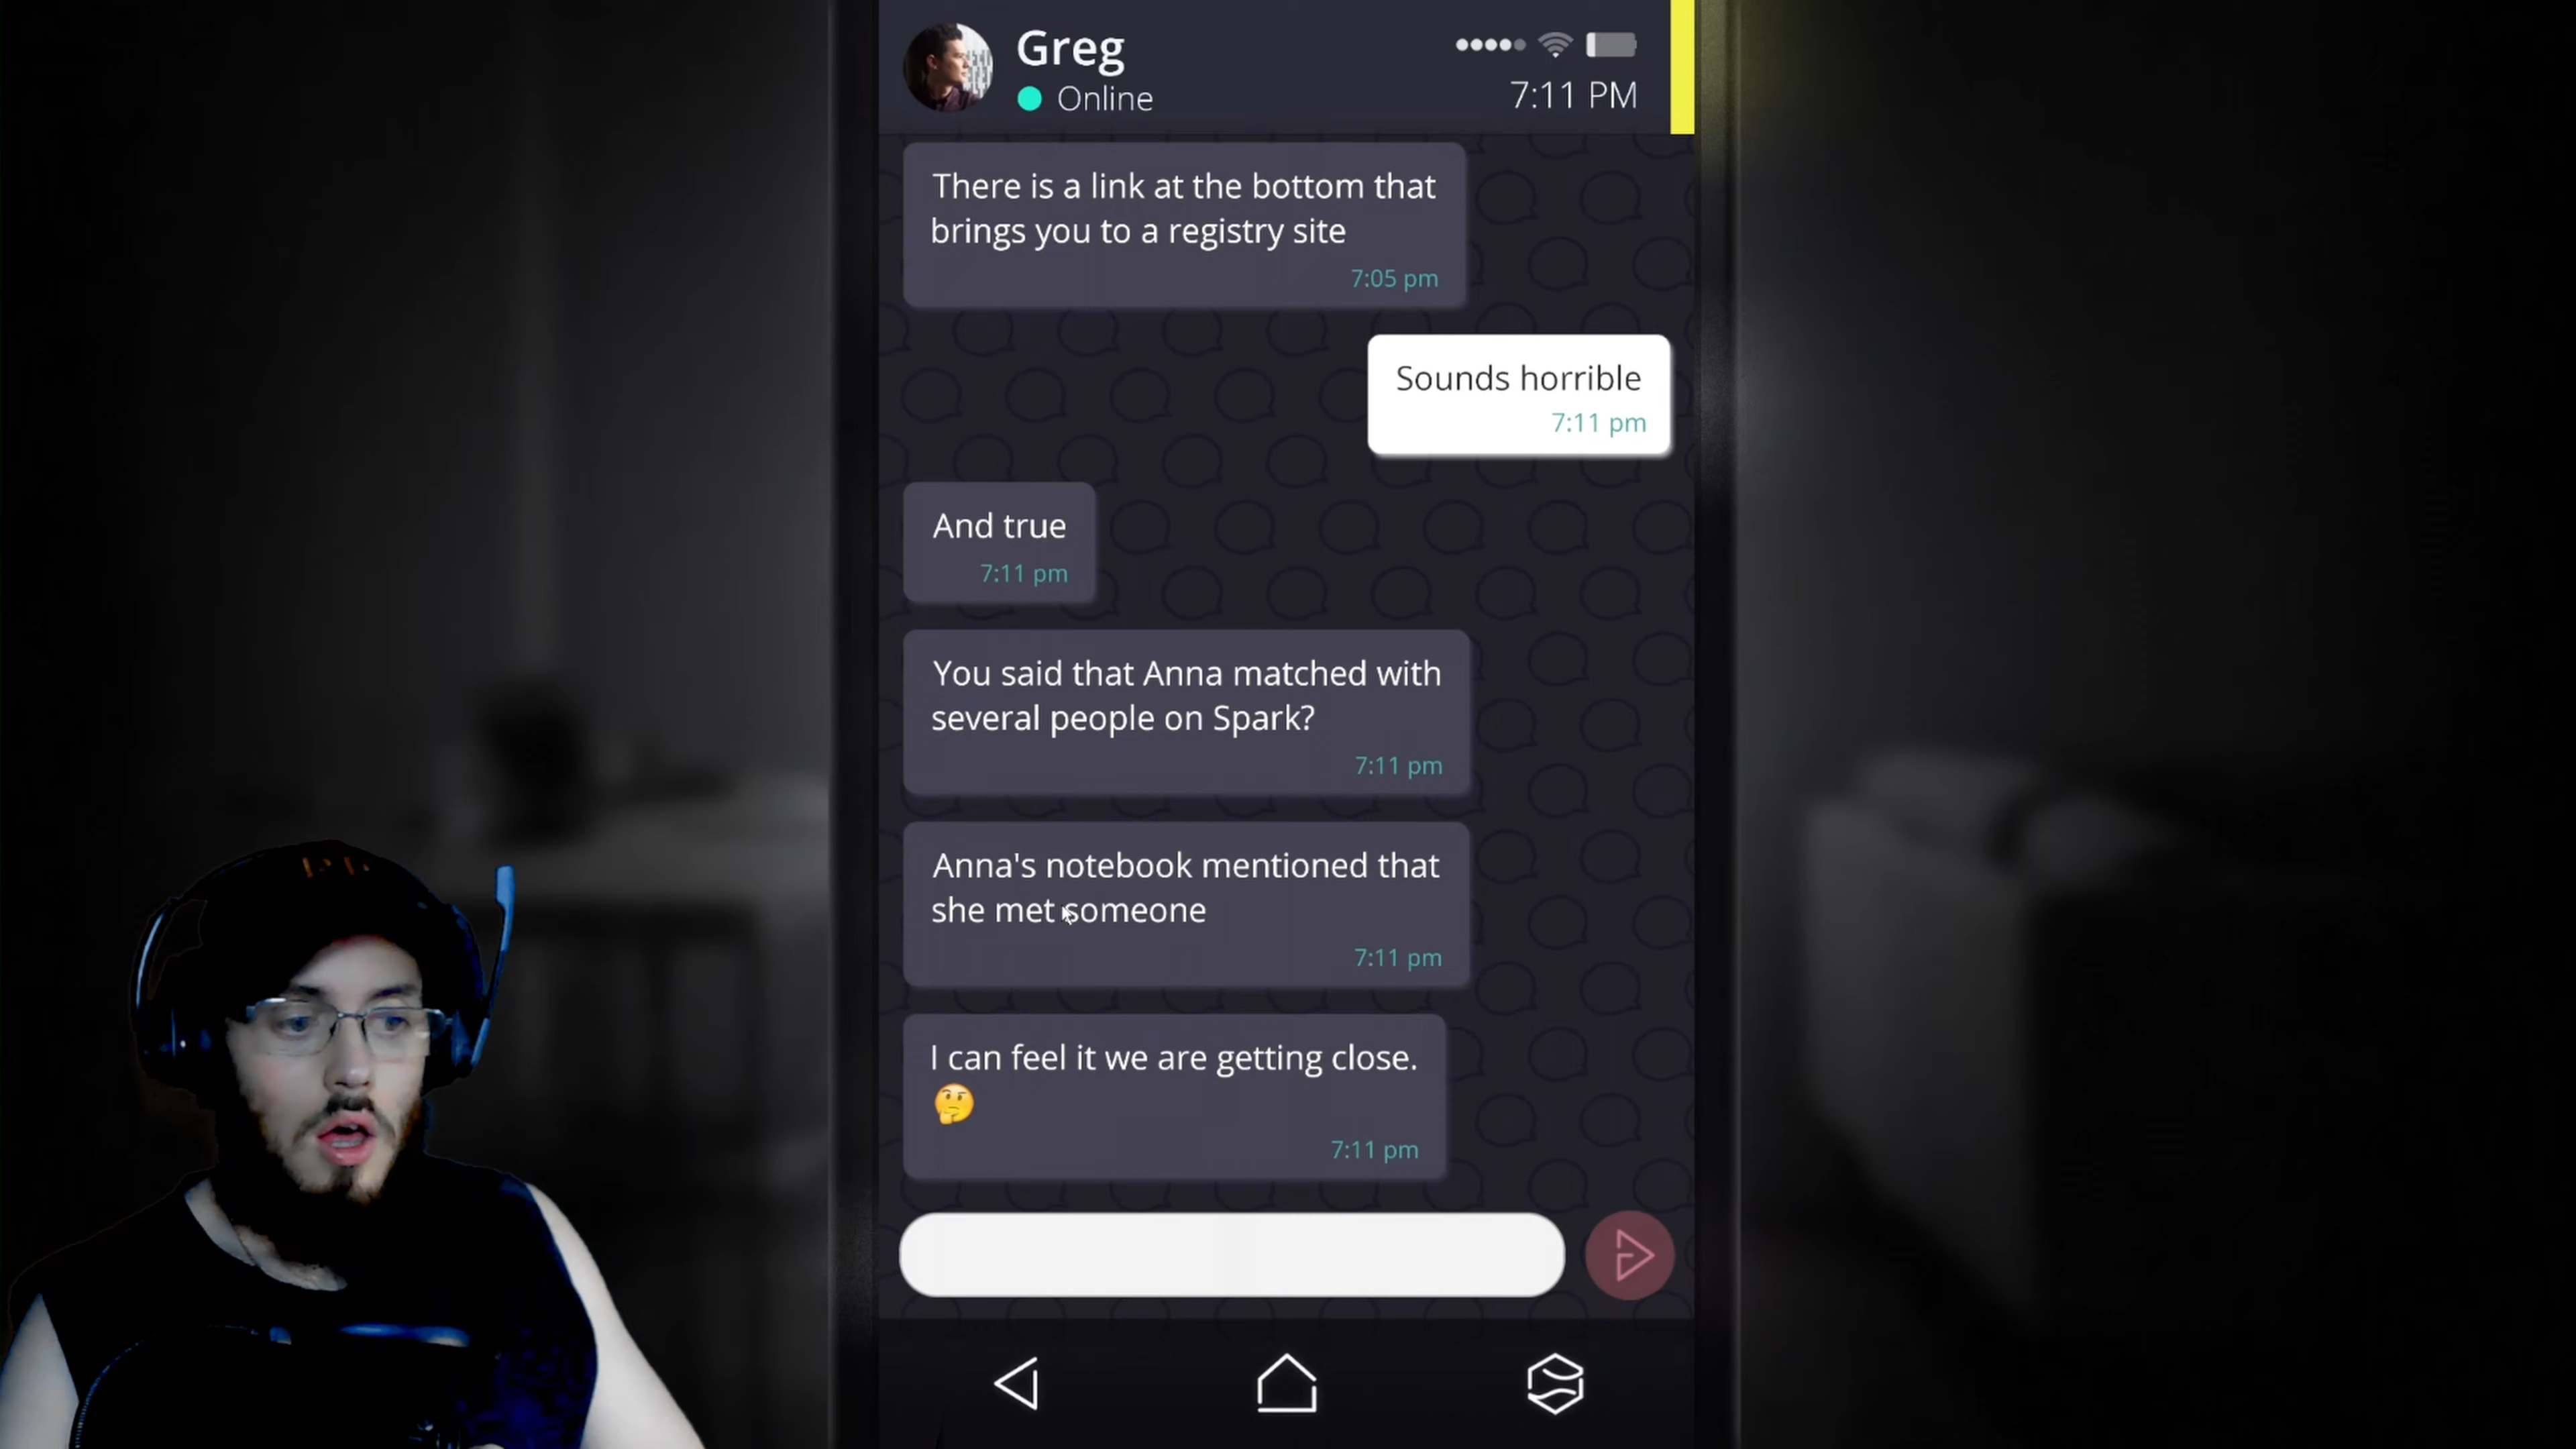 Greg
Online
7:11 PM
There is a link at the bottom that
brings you to a registry site
7:05 pm
Sounds horrible
7:11 pm
And true
7:11 pm
You said that Anna matched with
several people on Spark?
7:11 pm
Anna's notebook mentioned that
she met someone
7:11 pm
I can feel it we are getting close.
🤔
7:11 pm